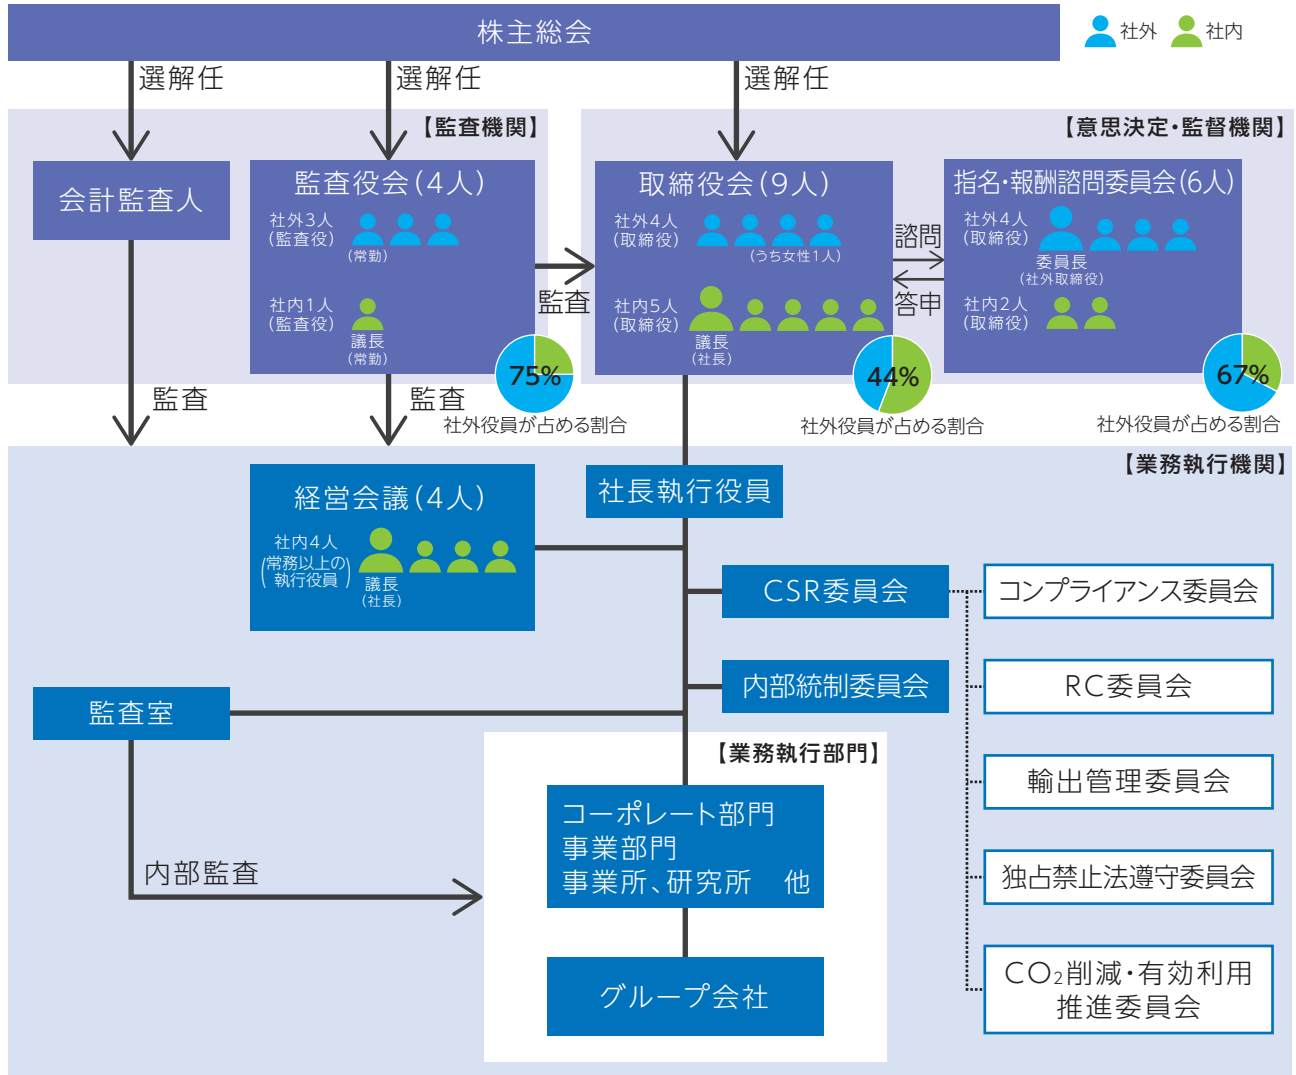 株主総会
社外
社内
選解任
選解任
選解任
【監査機関】
【意思決定・監督機関】
会計監査人
監査役会(4人)
社外3人
(監査役)
(常勤)
社内1人
(監査役)
議長
(常勤)
75%
社外役員が占める割合
監査
取締役会(9人)
社外4人
(取締役)
(うち女性1人)
社内5人
(取締役)
議長
(社長)
44%
社外役員が占める割合
諮問
答申
指名・報酬諮問委員会(6人)
社外4人
(取締役)
委員長
(社外取締役)
社内2人
(取締役)
67%
社外役員が占める割合
監査
監査
【業務執行機関】
経営会議(4人)
社内4人
(常務以上の
執行役員)
議長
(社長)
社長執行役員
CSR委員会
内部統制委員会
コンプライアンス委員会
RC委員会
輸出管理委員会
独占禁止法遵守委員会
CO₂削減・有効利用
推進委員会
監査室
内部監査
【業務執行部門】
コーポレート部門
事業部門
事業所、研究所　他
グループ会社